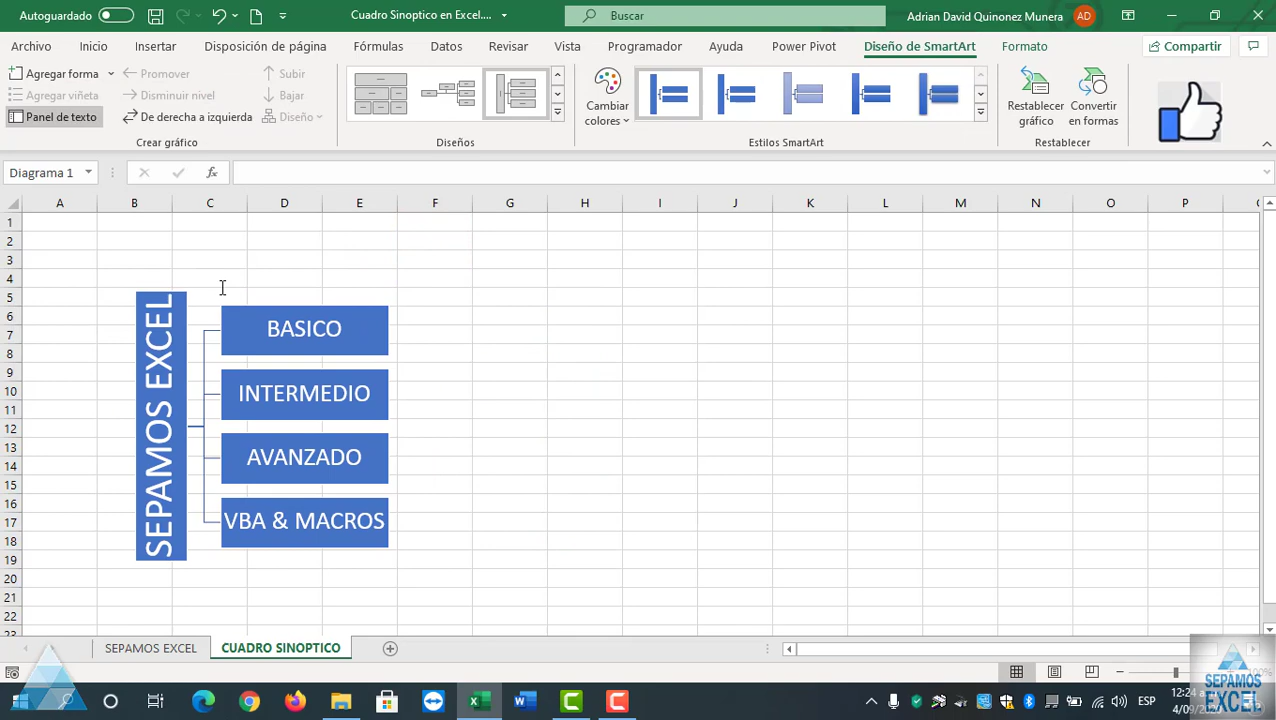 Autoguardado
Cuadro Sinoptico en Excel....
Buscar
Adrian David Quinonez Munera AD
Archivo Inicio Insertar Disposición de página Fórmulas Datos Revisar Vista Programador Ayuda Power Pivot Diseño de SmartArt Formato Compartir
Agregar forma Promover Subir
Agregar viñeta Disminuir nivel Bajar
Panel de texto De derecha a izquierda Diseño
Cambiar colores
Restablecer gráfico
Convertir en formas
Crear gráfico Diseños Estilos SmartArt Restablecer
Diagrama 1 fx
A B C D E F G H I J K L M N O P
1
2
3
4
5
6
7
8
9
10
11
12
13
14
15
16
17
18
19
20
21
22
23
SEPAMOS EXCEL
BASICO
INTERMEDIO
AVANZADO
VBA & MACROS
SEPAMOS EXCEL CUADRO SINOPTICO
100%
ESP
12:24 a.
SEPAMOS
EXCEL